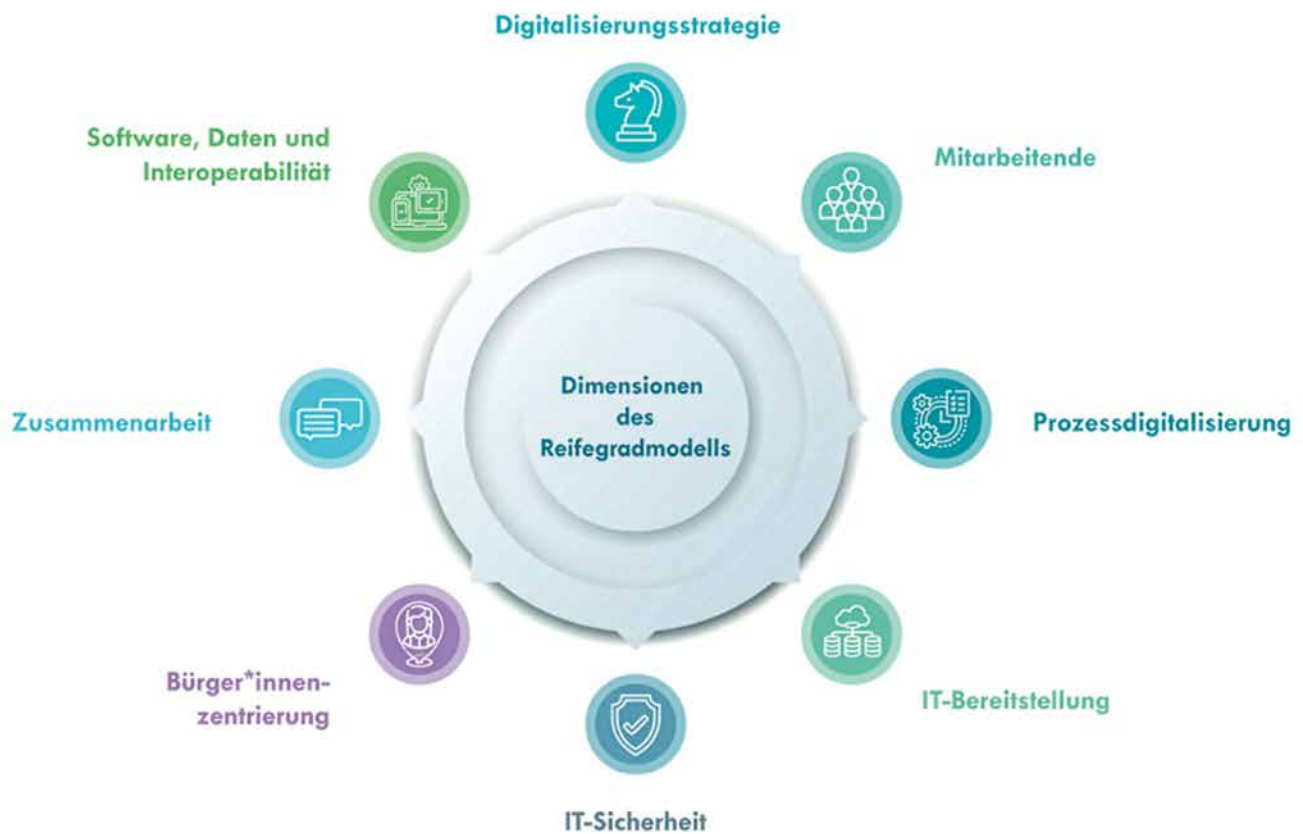 Digitalisierungsstrategie
Software, Daten und
Interoperabilität
Mitarbeitende
Dimensionen
des
Reifegradmodells
Zusammenarbeit
Prozessdigitalisierung
Bürger*innen-
zentrierung
IT-Bereitstellung
IT-Sicherheit